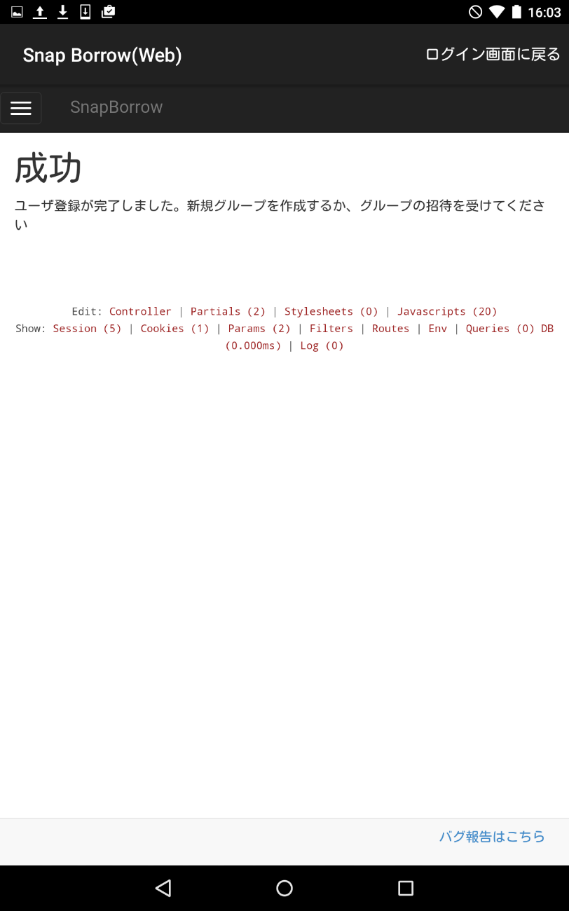 16:03
Snap Borrow(Web)
ログイン画面に戻る
SnapBorrow
成功
ユーザ登録が完了しました。新規グループを作成するか、グループの招待を受けてくださ
い
Edit: Controller | Partials (2) | Stylesheets (0) | Javascripts (20)
Show: Session (5) | Cookies (1) | Params (2) | Filters | Routes | Env | Queries (0) DB
(0.000ms) | Log (0)
バグ報告はこちら